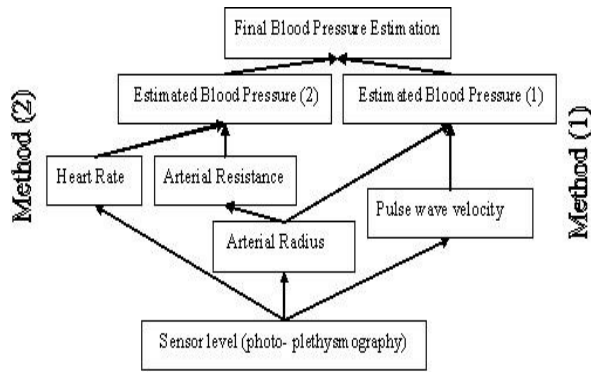 Final Blood Pressure Estimation
Estimated Blood Pressure (2)
Estimated Blood Pressure (1)
Method (2)
Method (1)
Heart Rate
Arterial Resistance
Pulse wave velocity
Arterial Radius
Sensor level (photo- plethysmography)